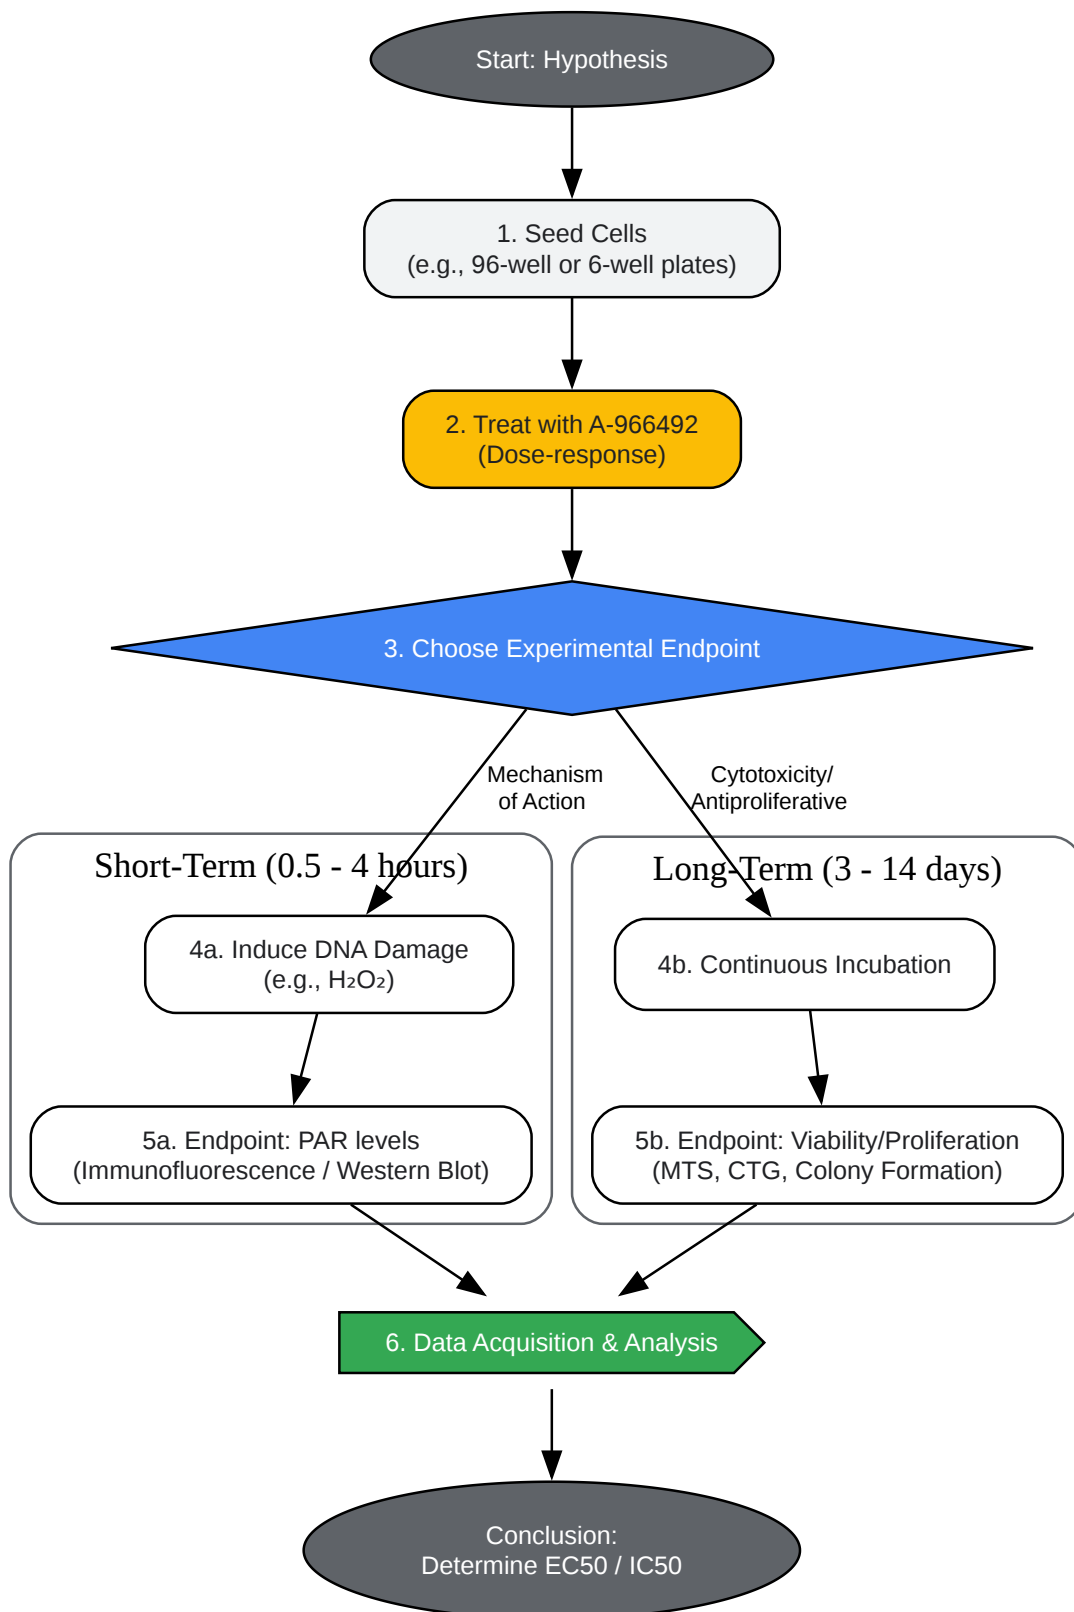 Start: Hypothesis
1. Seed Cells
(e.g., 96-well or 6-well plates)
2. Treat with A-966492
(Dose-response)
3. Choose Experimental Endpoint
Mechanism
of Action
Cytotoxicity/
Antiproliferative
Short-Term (0.5 - 4 hours)
4a. Induce DNA Damage
(e.g., H₂O₂)
5a. Endpoint: PAR levels
(Immunofluorescence / Western Blot)
Long-Term (3 - 14 days)
4b. Continuous Incubation
5b. Endpoint: Viability/Proliferation
(MTS, CTG, Colony Formation)
6. Data Acquisition & Analysis
Conclusion:
Determine EC50 / IC50